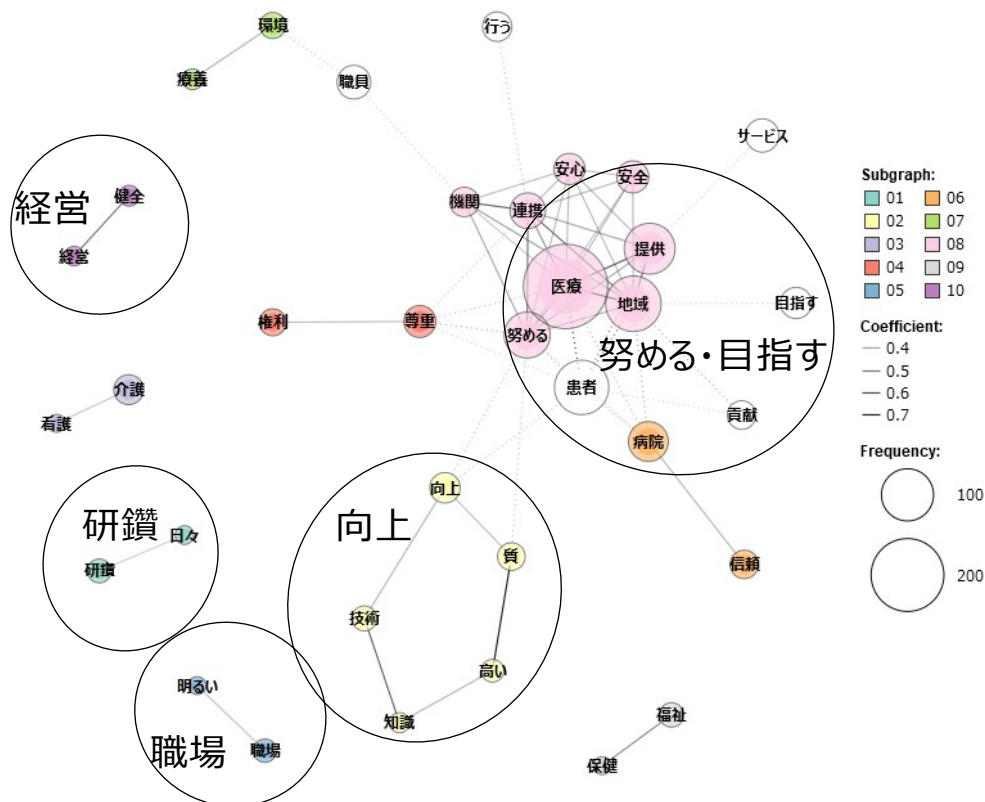 環境
行う
療養
職員
サービス
安心
安全
経営
健全
機関
連携
提供
経営
医療
地域
目指す
権利
尊重
努める
努める・目指す
介護
患者
看護
貢献
病院
向上
研鑽
向上
日々
質
研鑽
信頼
技術
明るい
高い
職場
職場
知識
福祉
保健
Subgraph:
01 06
02 07
03 08
04 09
05 10
Coefficient:
0.4
0.5
0.6
0.7
Frequency:
100
200